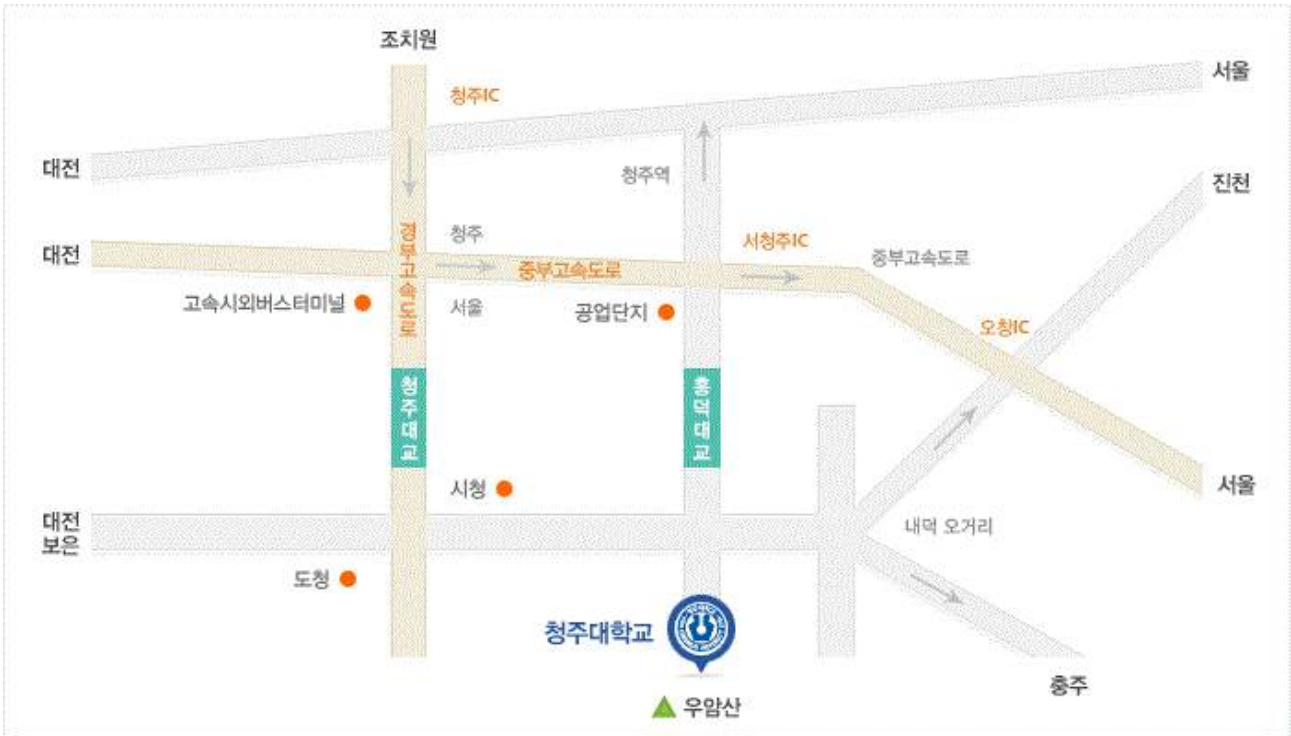 조치원
서울
청주IC
대전
청주역
진천
청주
서청주IC
대전
경부고속도로
중부고속도로
중부고속도로
고속시외버스터미널
서울
공업단지
오창IC
청주대교
흥덕대교
시청
서울
대전
보은
내덕 오거리
도청
청주대학교
충주
우암산